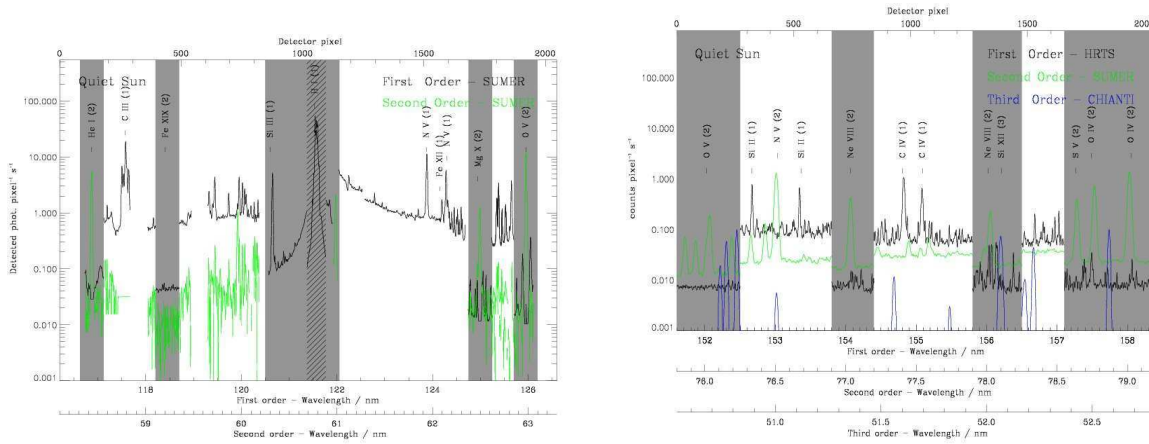 Detector pixel
0 500 1000 1500 2000
Quiet Sun
First Order – SUMER
Second Order – SUMER
He I (2)
C III (1)
Fe XIX (2)
Si III (1)
H I (1)
N V (1)
Fe XII (1)
N V (1)
Mg X (2)
O V (2)
Detected phot. pixel⁻¹ s⁻¹
100.000
10.000
1.000
0.100
0.010
0.001
118 120 122 124 126
First order – Wavelength / nm
59 60 61 62 63
Second order – Wavelength / nm
Detector pixel
0 500 1000 1500 2000
Quiet Sun
First Order – HRTS
Second Order – SUMER
Third Order – CHIANTI
O V (2)
Si II (1)
N V (2)
Si II (1)
Ne VIII (2)
C IV (1)
C IV (1)
Ne VIII (2)
Si XII (3)
S V (2)
O IV (2)
O IV (2)
counts pixel⁻¹ s⁻¹
100.000
10.000
1.000
0.100
0.010
0.001
152 153 154 155 156 157 158
First order – Wavelength / nm
76.0 76.5 77.0 77.5 78.0 78.5 79.0
Second order – Wavelength / nm
51.0 51.5 52.0 52.5
Third order – Wavelength / nm